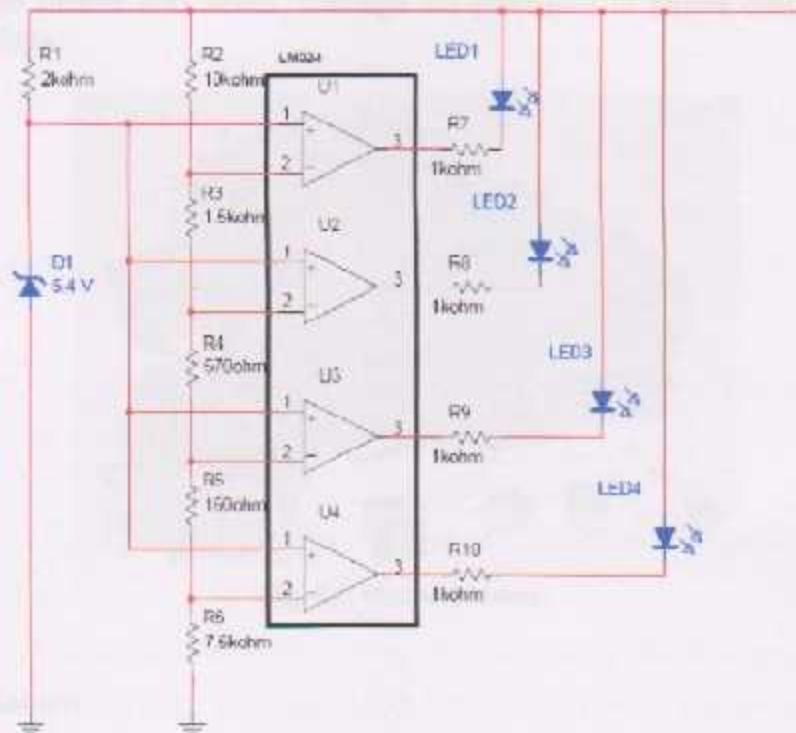 R1
2kohm
R2
10kohm
LM324
U1
1
2
3
LED1
R7
1kohm
R3
1.5kohm
U2
1
2
3
LED2
R8
1kohm
D1
5.4 V
R4
670ohm
U3
1
2
3
LED3
R9
1kohm
R5
160ohm
U4
1
2
3
LED4
R10
1kohm
R6
7.6kohm